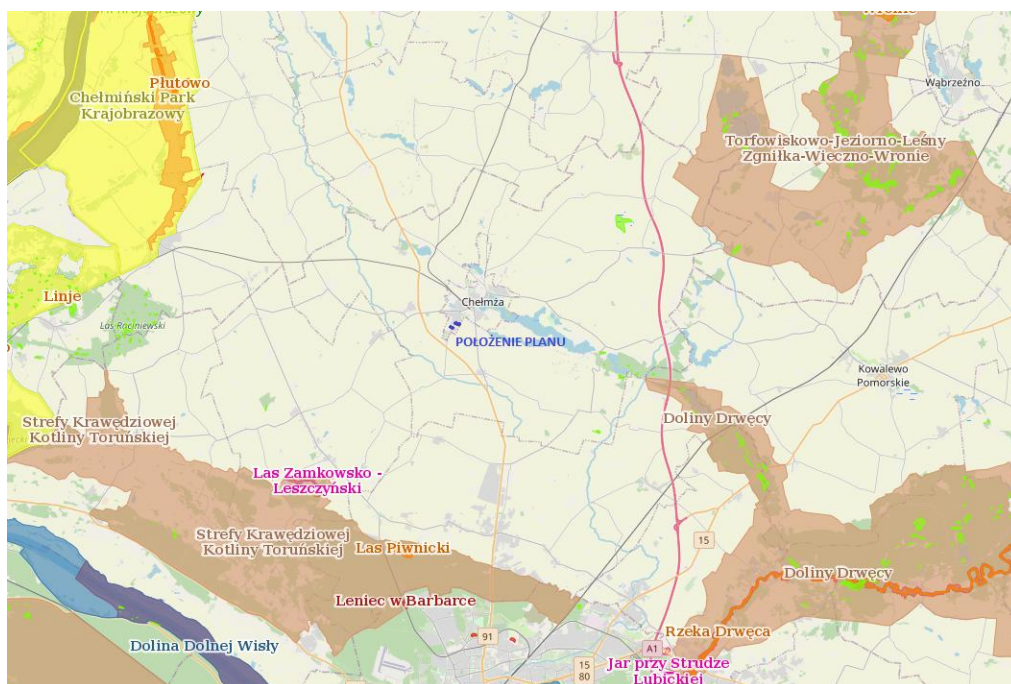 Wronie
Płutowo
Chełmiński Park
Krajobrazowy
Wąbrzeźno
Torfowiskowo-Jeziorno-Leśny
Zgniłka-Wieczno-Wronie
Linje
Las Raciniewski
Chełmża
POŁOŻENIE PLANU
Kowalewo
Pomorskie
Strefy Krawędziowej
Kotliny Toruńskiej
Doliny Drwęcy
Las Zamkowsko -
Leszczyński
Strefy Krawędziowej
Kotliny Toruńskiej
Las Piwnicki
15
Doliny Drwęcy
Leniec w Barbarce
Rzeka Drwęca
91
Dolina Dolnej Wisły
A1
15
80
Jar przy Strudze
Lubickiej